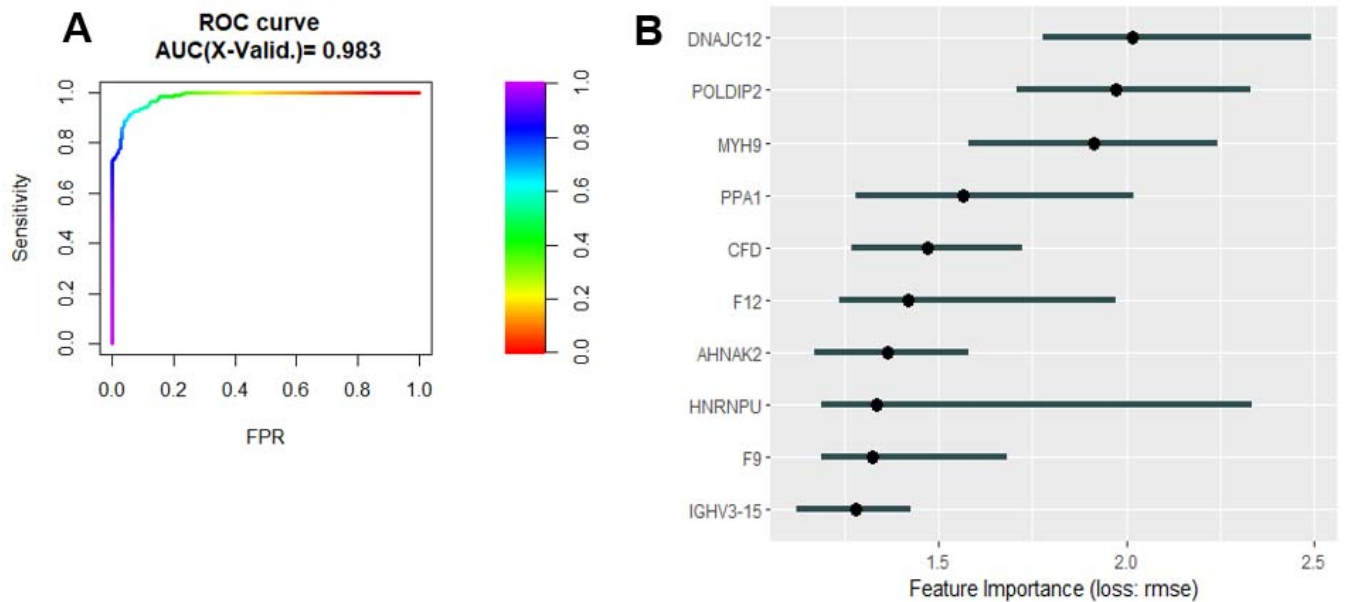 A
ROC curve
AUC(X-Valid.)= 0.983
Sensitivity
0.0 0.2 0.4 0.6 0.8 1.0
0.0 0.2 0.4 0.6 0.8 1.0
FPR
0.0 0.2 0.4 0.6 0.8 1.0
B
DNAJC12
POLDIP2
MYH9
PPA1
CFD
F12
AHNAK2
HNRNPU
F9
IGHV3-15
1.5 2.0 2.5
Feature Importance (loss: rmse)